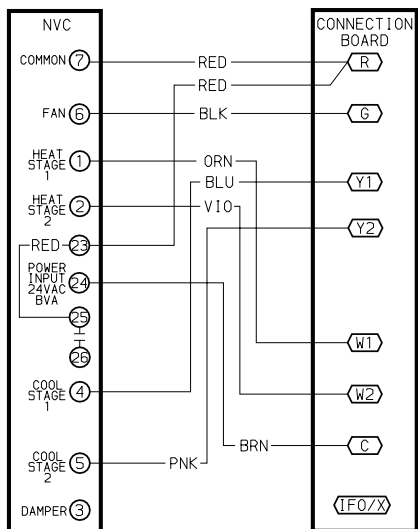 NVC
CONNECTION
BOARD
COMMON 7
RED
R
RED
FAN 6
BLK
G
HEAT
STAGE
1
1
ORN
BLU
Y1
HEAT
STAGE
2
2
VIO
Y2
RED
23
POWER
INPUT
24VAC
BVA
24
25
26
W1
COOL
STAGE
1
4
W2
BRN
C
COOL
STAGE
2
5
PNK
DAMPER 3
IFO/X